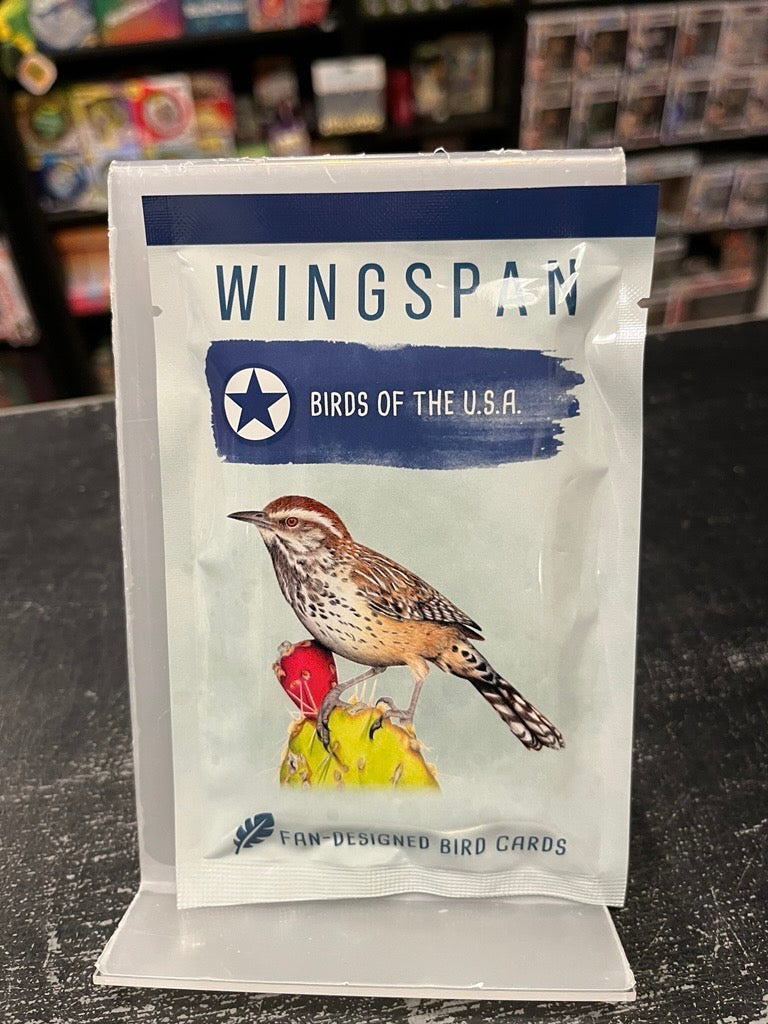 WINGSPAN
BIRDS OF THE U.S.A.
FAN-DESIGNED BIRD CARDS